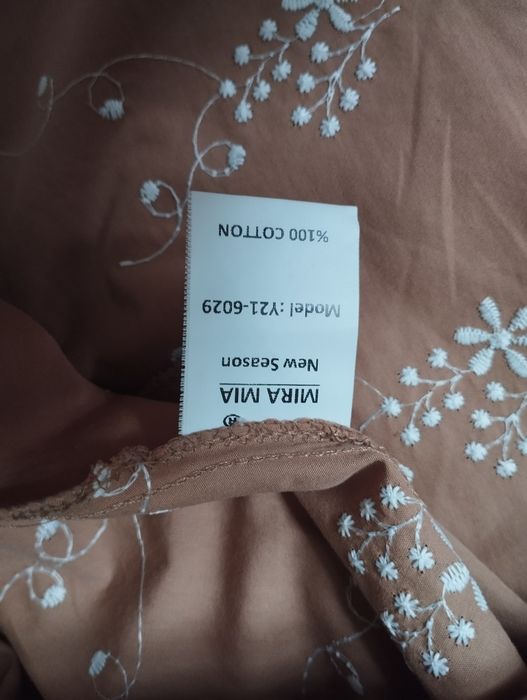 ®
MIRA MIA
New Season
Model :Y21-6029
%100 COTTON